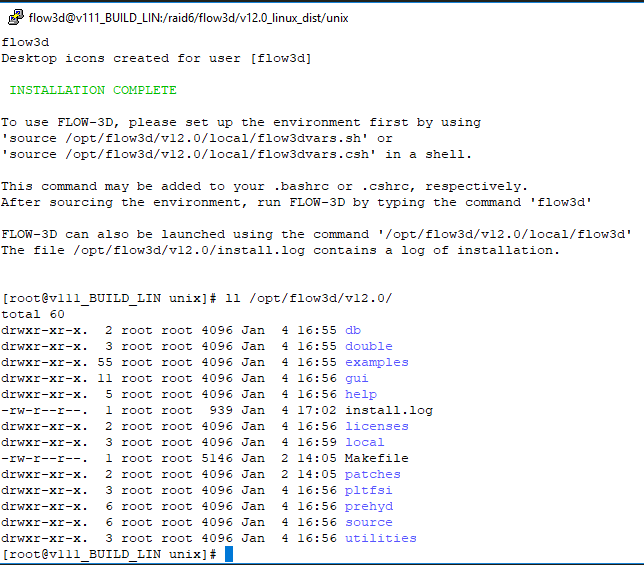 flow3d@v111_BUILD_LIN:/raid6/flow3d/v12.0_linux_dist/unix
flow3d
Desktop icons created for user [flow3d]
INSTALLATION COMPLETE
To use FLOW-3D, please set up the environment first by using
'source /opt/flow3d/v12.0/local/flow3dvars.sh' or
'source /opt/flow3d/v12.0/local/flow3dvars.csh' in a shell.
This command may be added to your .bashrc or .cshrc, respectively.
After sourcing the environment, run FLOW-3D by typing the command 'flow3d'
FLOW-3D can also be launched using the command '/opt/flow3d/v12.0/local/flow3d'
The file /opt/flow3d/v12.0/install.log contains a log of installation.
[root@v111_BUILD_LIN unix]# ll /opt/flow3d/v12.0/
total 60
drwxr-xr-x.  2 root root 4096 Jan  4 16:55 db
drwxr-xr-x.  3 root root 4096 Jan  4 16:55 double
drwxr-xr-x. 55 root root 4096 Jan  4 16:55 examples
drwxr-xr-x. 11 root root 4096 Jan  4 16:56 gui
drwxr-xr-x.  5 root root 4096 Jan  4 16:56 help
-rw-r--r--.  1 root root  939 Jan  4 17:02 install.log
drwxr-xr-x.  2 root root 4096 Jan  4 16:56 licenses
drwxr-xr-x.  3 root root 4096 Jan  4 16:59 local
-rw-r--r--.  1 root root 5146 Jan  2 14:05 Makefile
drwxr-xr-x.  2 root root 4096 Jan  2 14:05 patches
drwxr-xr-x.  3 root root 4096 Jan  4 16:56 pltfsi
drwxr-xr-x.  6 root root 4096 Jan  4 16:56 prehyd
drwxr-xr-x.  6 root root 4096 Jan  4 16:56 source
drwxr-xr-x.  3 root root 4096 Jan  4 16:56 utilities
[root@v111_BUILD_LIN unix]#